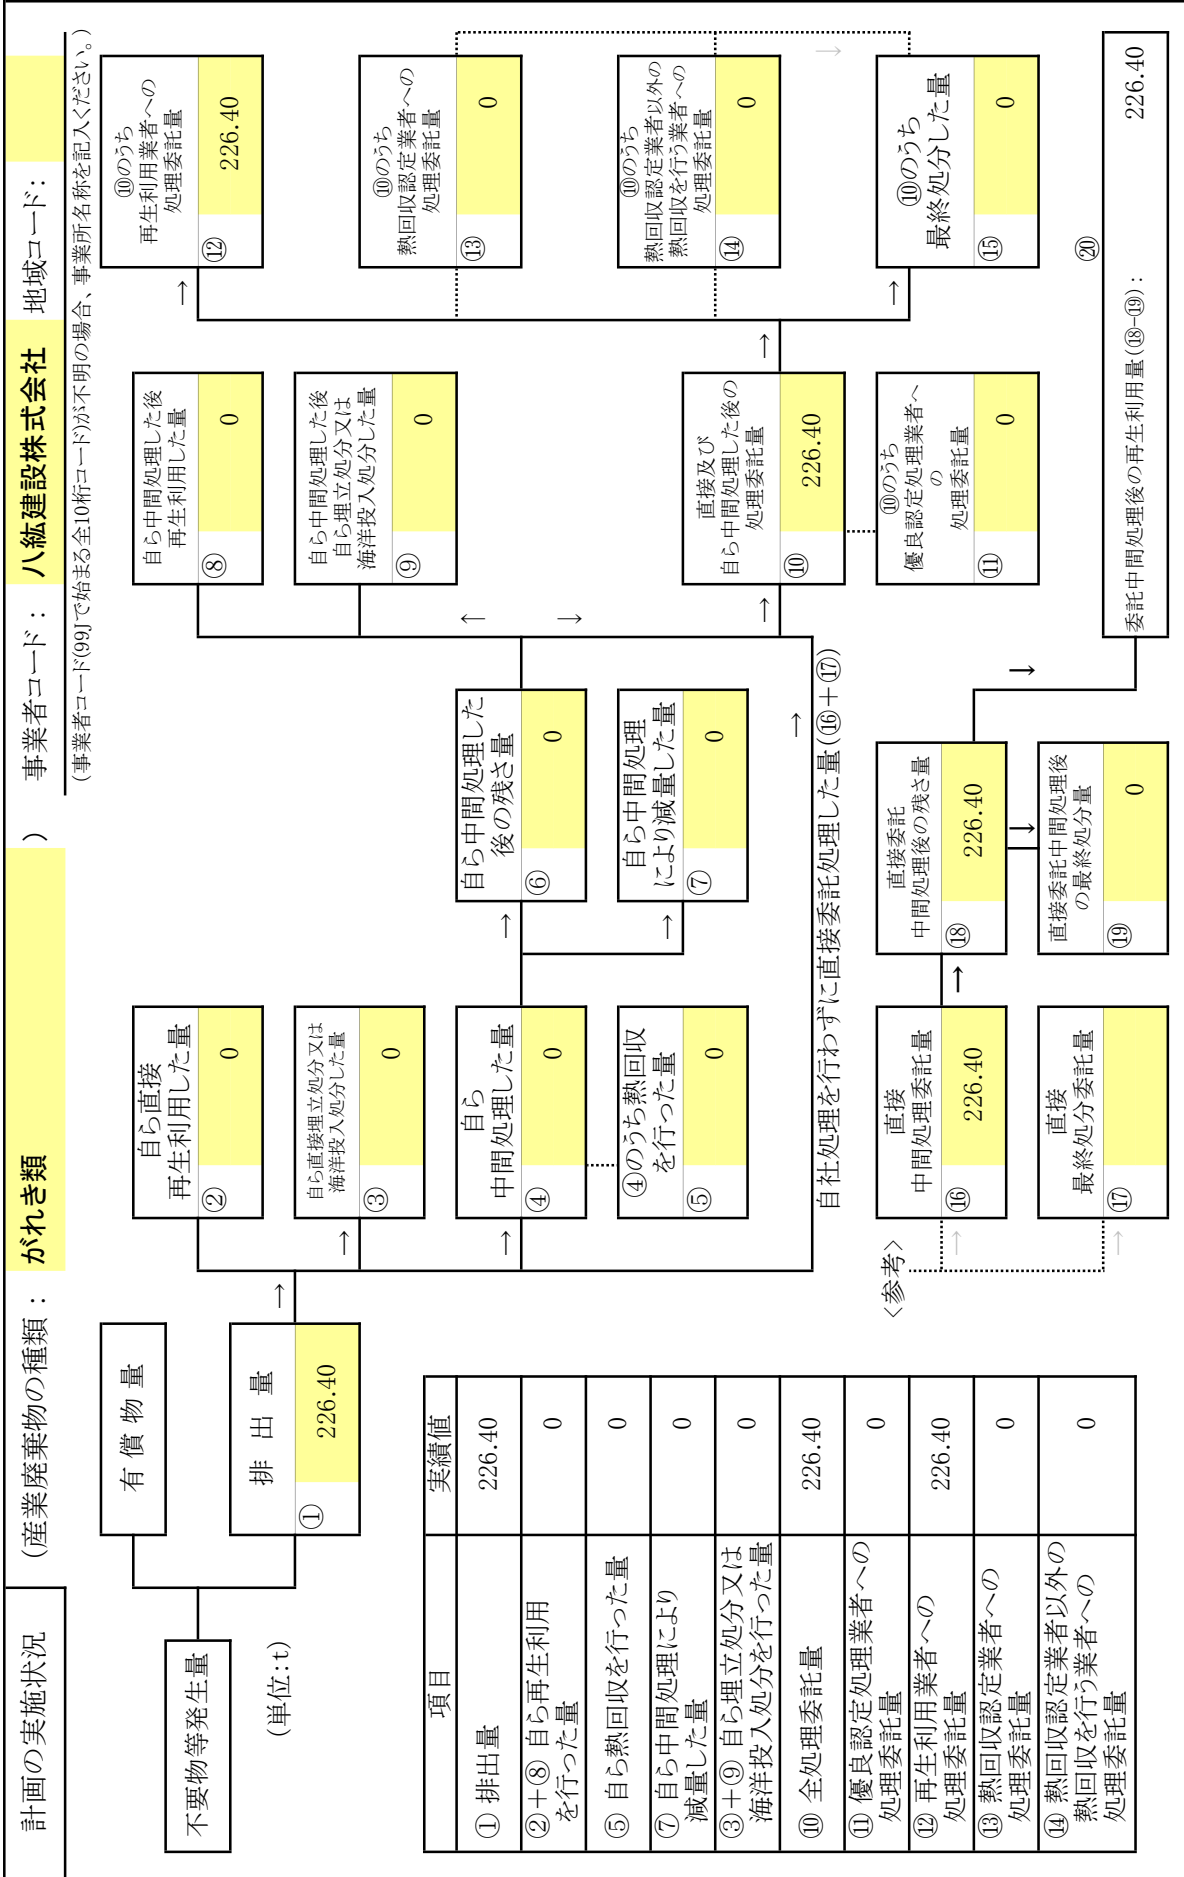 計画の実施状況
(産業廃棄物の種類：
がれき類
)
事業者コード：
八紘建設株式会社
地域コード：
(事業者コード(99Jで始まる全10桁コード)が不明の場合、事業所名称を記入ください。)
不要物等発生量
(単位:t)
有 償 物 量
排 出 量
①
226.40
→
自ら直接
再生利用した量
②
0
→
自ら直接埋立処分又は
海洋投入処分した量
③
0
→
自ら
中間処理した量
④
0
④のうち熱回収
を行った量
⑤
0
→
自ら中間処理した
後の残さ量
⑥
0
→
自ら中間処理
により減量した量
⑦
0
↑
↓
自ら中間処理した後
再生利用した量
⑧
0
自ら中間処理した後
自ら埋立処分又は
海洋投入処分した量
⑨
0
→
直接及び
自ら中間処理した後の
処理委託量
⑩
226.40
⑩のうち
優良認定処理業者へ
の
処理委託量
⑪
0
→
→
⑩のうち
再生利用業者への
処理委託量
⑫
226.40
⑩のうち
熱回収認定業者への
処理委託量
⑬
0
⑩のうち
熱回収認定業者以外の
熱回収を行う業者への
処理委託量
⑭
0
↓
→
⑩のうち
最終処分した量
⑮
0
→
自社処理を行わずに直接委託処理した量(⑯＋⑰)
<参考>
→
直接
中間処理委託量
⑯
226.40
→
直接
最終処分委託量
⑰
→
直接委託
中間処理後の残さ量
⑱
226.40
↓
直接委託中間処理後
の最終処分量
⑲
0
↓
⑳
委託中間処理後の再生利用量(⑱-⑲)：
226.40
項目
実績値
① 排出量
226.40
②＋⑧ 自ら再生利用
を行った量
0
⑤ 自ら熱回収を行った量
0
⑦ 自ら中間処理により
減量した量
0
③＋⑨ 自ら埋立処分又は
海洋投入処分を行った量
0
⑩ 全処理委託量
226.40
⑪ 優良認定処理業者への
処理委託量
0
⑫ 再生利用業者への
処理委託量
226.40
⑬ 熱回収認定業者への
処理委託量
0
⑭ 熱回収認定業者以外の
熱回収を行う業者への
処理委託量
0